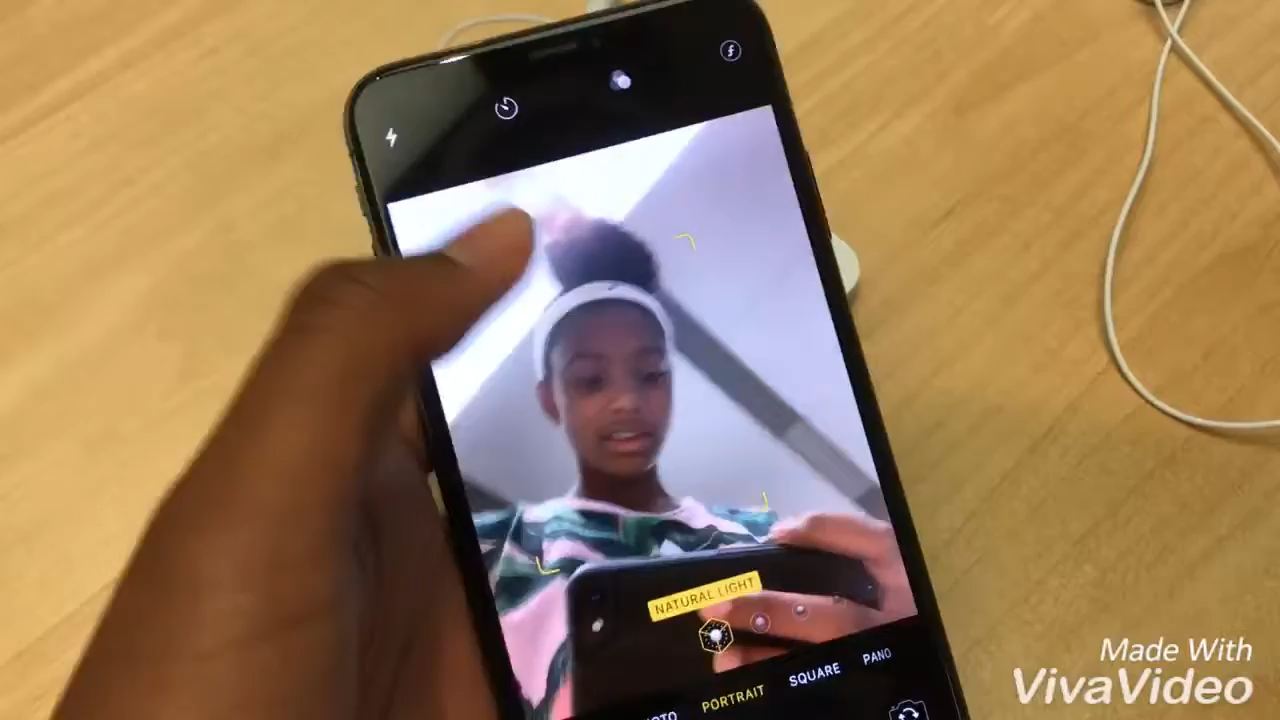 NATURAL LIGHT
PORTRAIT
SQUARE
PANO
Made With
VivaVideo